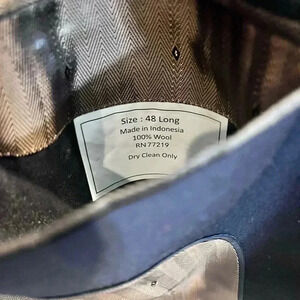 Size : 48 Long
Made in Indonesia
100% Wool
RN 77219
Dry Clean Only